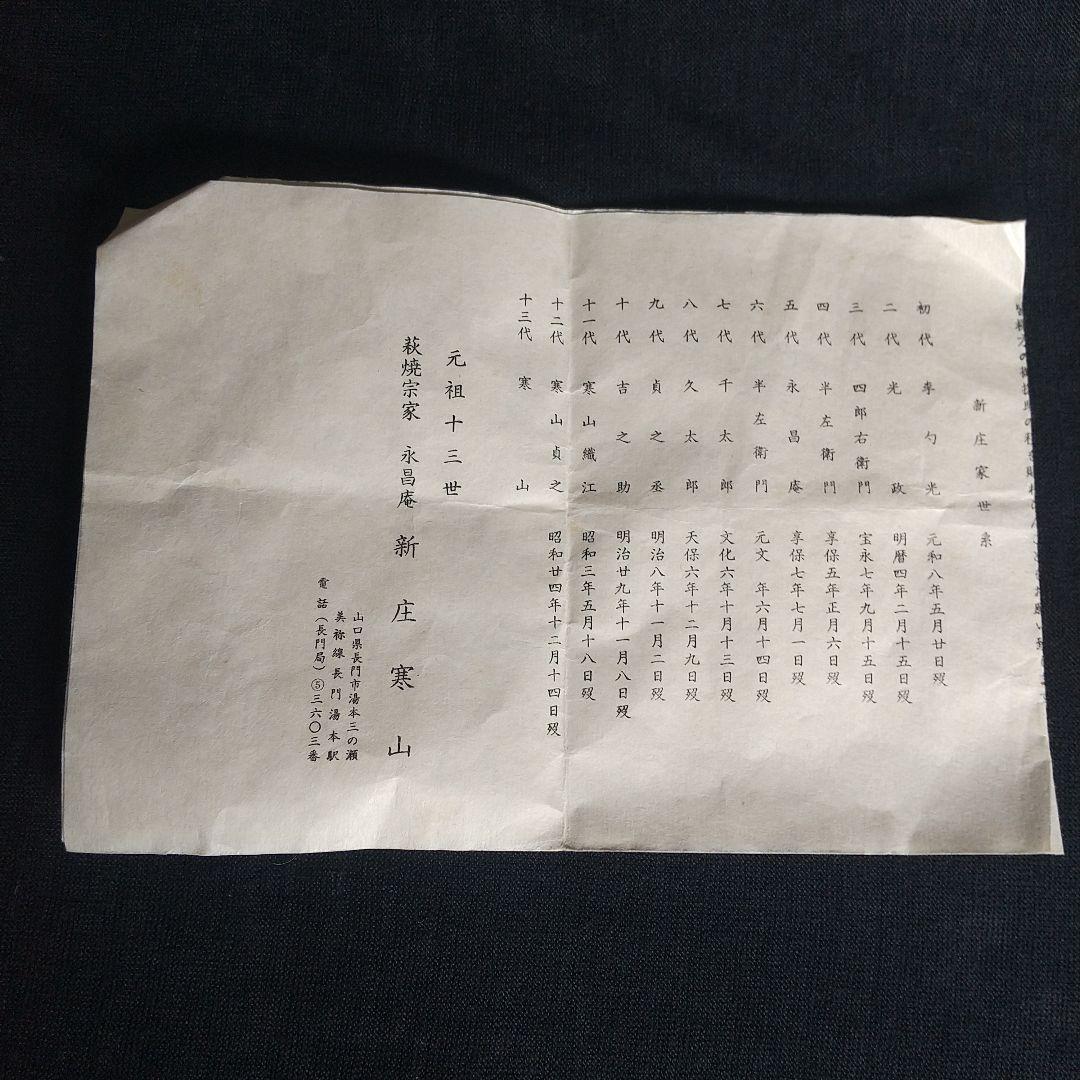 新庄家世系
初代 李勺光 元和八年五月廿日歿
二代 光政 明暦四年二月十五日歿
三代 四郎右衛門 宝永七年九月十五日歿
四代 半左衛門 享保五年正月六日歿
五代 永昌庵 享保七年七月一日歿
六代 半左衛門 元文 年六月十四日歿
七代 千太郎 文化六年十月十三日歿
八代 久太郎 天保六年十二月九日歿
九代 貞之丞 明治八年十一月二日歿
十代 吉之助 明治廿九年十一月八日歿
十一代 寒山織江 昭和三年五月十八日歿
十二代 寒山貞之 昭和廿四年十二月十四日歿
十三代 寒山
元祖十三世
萩焼宗家 永昌庵 新庄寒山
山口県長門市湯本三の瀬
美祢線長門湯本駅
電話(長門局)⑤三六〇三番